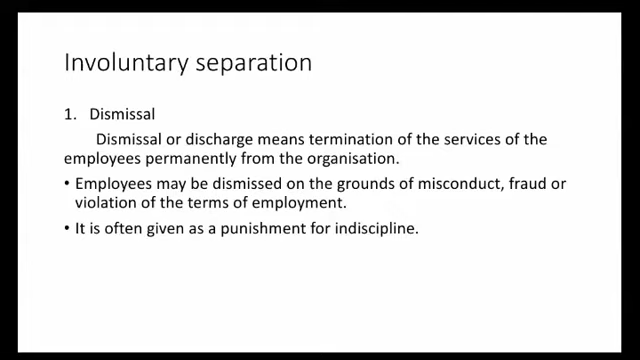 Involuntary separation
1. Dismissal
Dismissal or discharge means termination of the services of the
employees permanently from the organisation.
• Employees may be dismissed on the grounds of misconduct, fraud or
violation of the terms of employment.
• It is often given as a punishment for indiscipline.